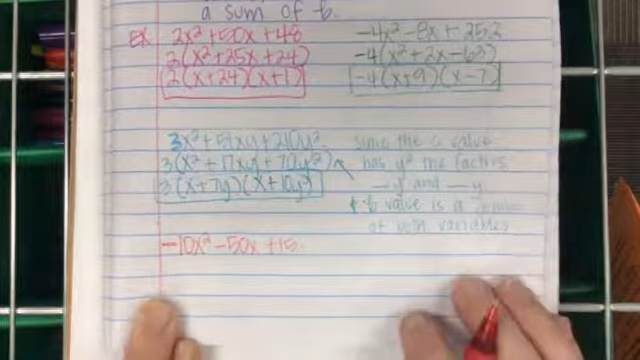 a sum of b.
Ex 2x² + 50x + 48
2(x² + 25x + 24)
2(x+24)(x+1)
-4x² - 8x + 252
-4(x² + 2x - 63)
-4(x+9)(x-7)
3x² + 51xy + 210y²
3(x² + 17xy + 70y²)
3(x+7y)(x+10y)
since the c value
has y² the factors
_y and _y
b value is a
of both variables
-10x² - 50x + 15